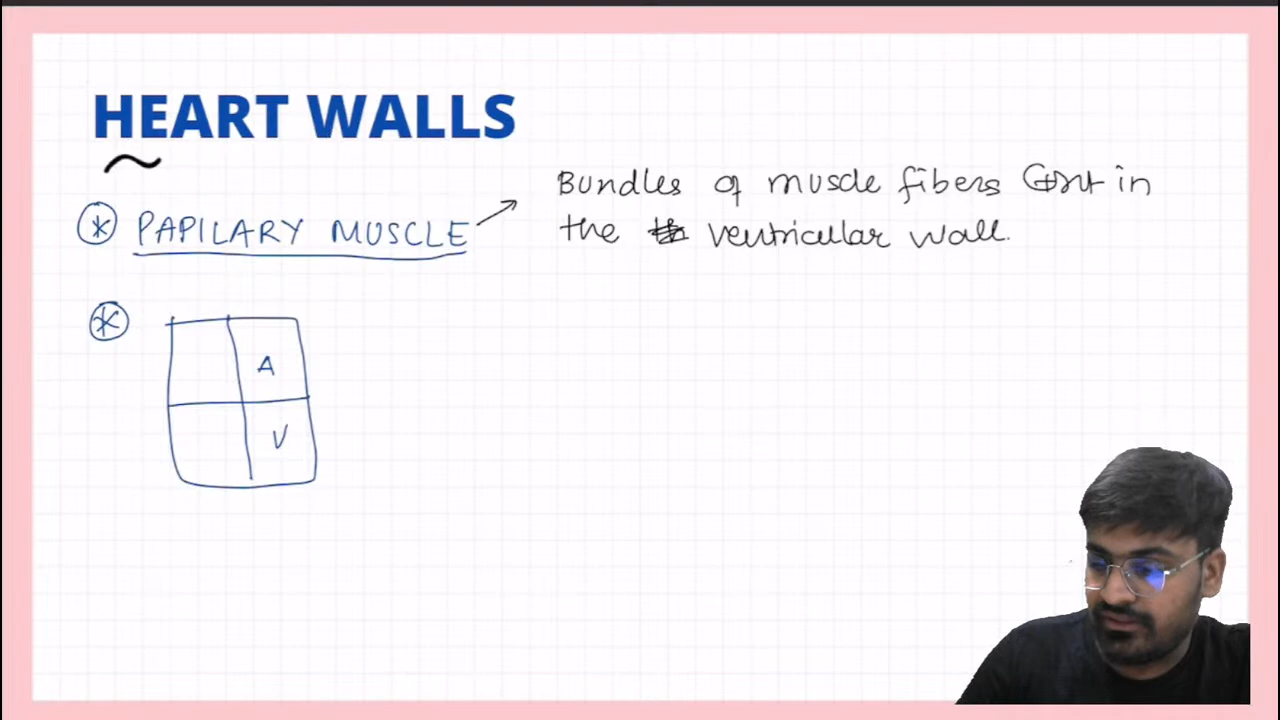 HEART WALLS
Bundles of muscle fibers in
* PAPILARY MUSCLE
the ventricular wall.
*
A
V